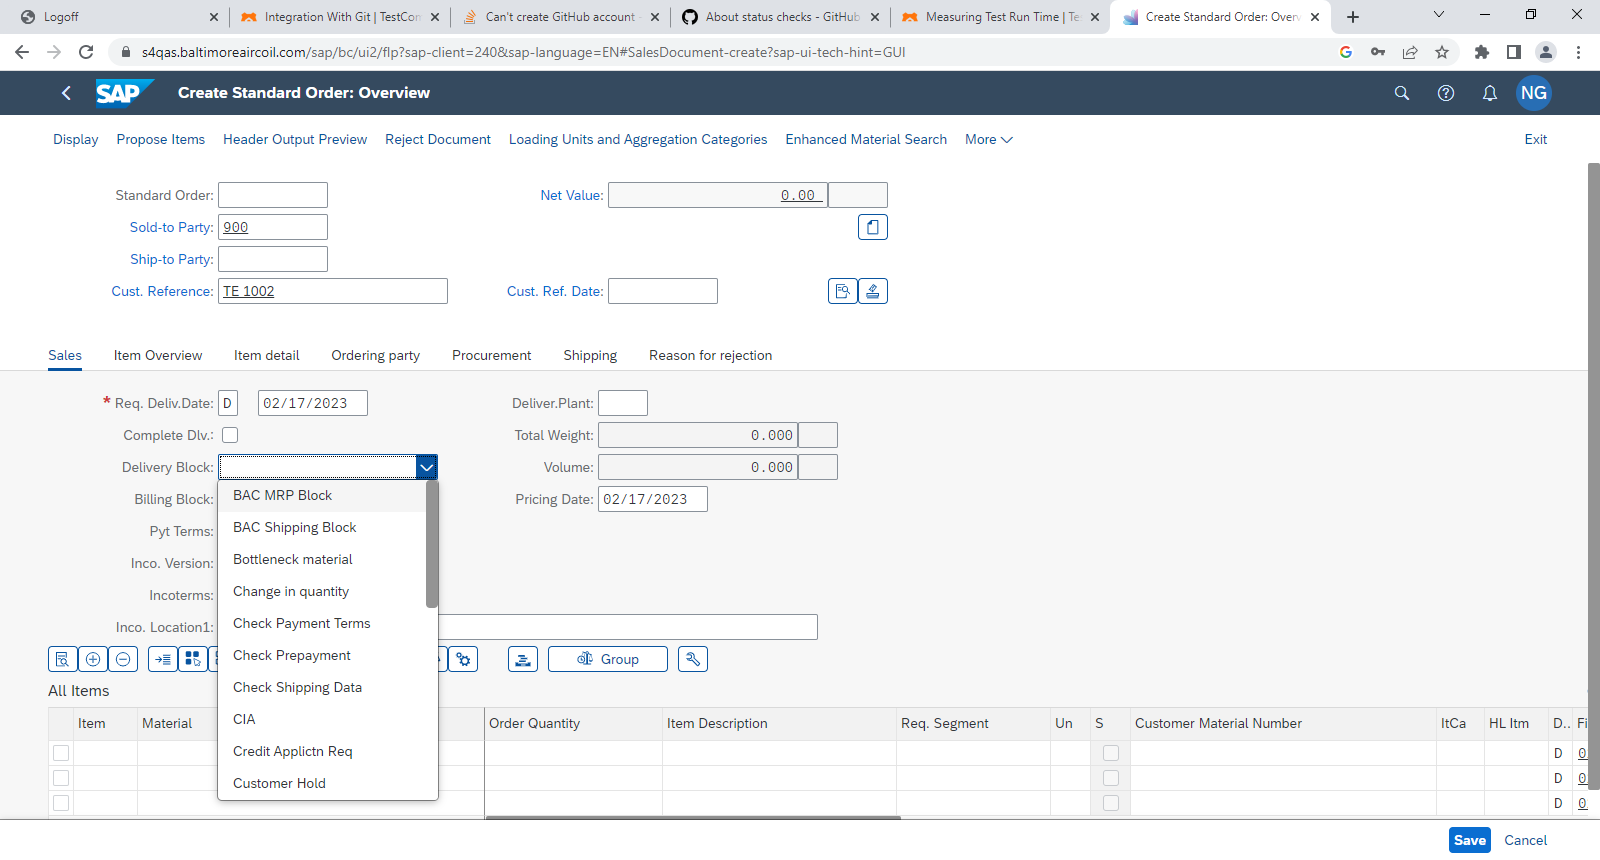 Logoff
Integration With Git | TestCom
Can't create GitHub account -
About status checks - GitHub
Measuring Test Run Time | Te
Create Standard Order: Overv
s4qas.baltimoreaircoil.com/sap/bc/ui2/flp?sap-client=240&sap-language=EN#SalesDocument-create?sap-ui-tech-hint=GUI
SAP Create Standard Order: Overview NG
Display Propose Items Header Output Preview Reject Document Loading Units and Aggregation Categories Enhanced Material Search More Exit
Standard Order: Net Value: 0.00
Sold-to Party: 900
Ship-to Party:
Cust. Reference: TE 1002 Cust. Ref. Date:
Sales Item Overview Item detail Ordering party Procurement Shipping Reason for rejection
* Req. Deliv.Date: D 02/17/2023 Deliver.Plant:
Complete Dlv.: Total Weight: 0.000
Delivery Block: Volume: 0.000
Billing Block: Pricing Date: 02/17/2023
Pyt Terms:
Inco. Version:
Incoterms:
Inco. Location1:
BAC MRP Block
BAC Shipping Block
Bottleneck material
Change in quantity
Check Payment Terms
Check Prepayment
Check Shipping Data
CIA
Credit Applictn Req
Customer Hold
Group
All Items
Item Material Order Quantity Item Description Req. Segment Un S Customer Material Number ItCa HL Itm D.. Fi
D 0
D 0
D 0
Save Cancel